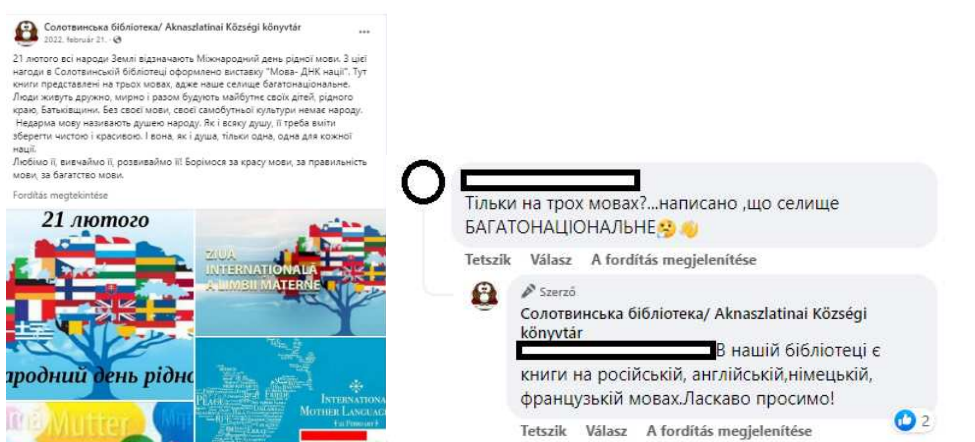 Солотвинська бібліотека/ Aknaszlatinai Községi könyvtár
2022. február 21. ·
21 лютого всі народи Землі відзначають Міжнародний день рідної мови. З цієї
нагоди в Солотвинській бібліотеці оформлено виставку "Мова- ДНК нації". Тут
книги представлені на трьох мовах, адже наше селище багатонаціональне.
Люди живуть дружно, мирно і разом будують майбутнє своїх дітей, рідного
краю, Батьківщини. Без своєї мови, своєї самобутньої культури немає народу.
Недарма мову називають душею народу. Як і всяку душу, її треба вміти
зберегти чистою і красивою. І вона, як і душа, тільки одна, одна для кожної
нації.
Любімо її, вивчаймо її, розвиваймо її! Борімося за красу мови, за правильність
мови, за багатство мови.
Fordítás megtekintése
21 лютого
ародний день рідно
ZIUA
INTERNAȚIONALĂ
A LIMBII MATERNE
Mutter
INTERNATIONA
MOTHER LANGUAG
Тільки на трох мовах?...написано ,що селище
БАГАТОНАЦІОНАЛЬНЕ🤔👋
Tetszik Válasz A fordítás megjelenítése
Szerző
Солотвинська бібліотека/ Aknaszlatinai Községi
könyvtár
В нашій бібліотеці є
книги на російській, англійській,німецькій,
французькій мовах.Ласкаво просимо!
2
Tetszik Válasz A fordítás megjelenítése